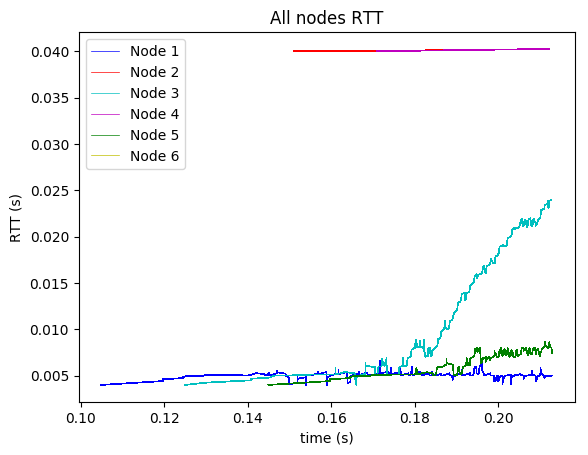 All nodes RTT
Node 1
Node 2
Node 3
Node 4
Node 5
Node 6
0.040
0.035
0.030
0.025
0.020
0.015
0.010
0.005
RTT (s)
0.10 0.12 0.14 0.16 0.18 0.20
time (s)